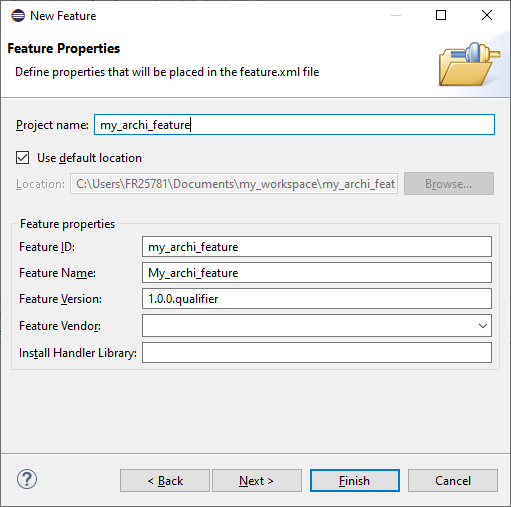 New Feature
Feature Properties
Define properties that will be placed in the feature.xml file
Project name: my_archi_feature
Use default location
Location: C:\Users\FR25781\Documents\my_workspace\my_archi_feat Browse...
Feature properties
Feature ID: my_archi_feature
Feature Name: My_archi_feature
Feature Version: 1.0.0.qualifier
Feature Vendor:
Install Handler Library:
? < Back Next > Finish Cancel